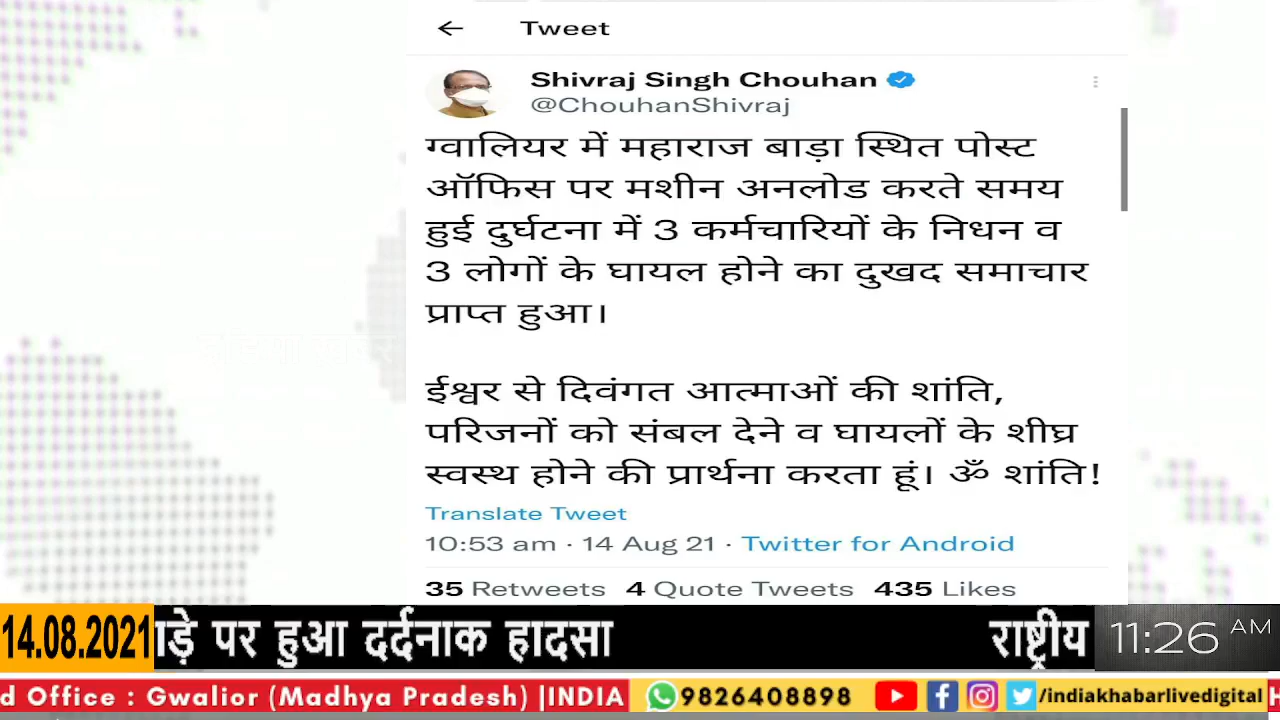 Tweet
Shivraj Singh Chouhan
@ChouhanShivraj
ग्वालियर में महाराज बाड़ा स्थित पोस्ट
ऑफिस पर मशीन अनलोड करते समय
हुई दुर्घटना में 3 कर्मचारियों के निधन व
3 लोगों के घायल होने का दुखद समाचार
प्राप्त हुआ।
ईश्वर से दिवंगत आत्माओं की शांति,
परिजनों को संबल देने व घायलों के शीघ्र
स्वस्थ होने की प्रार्थना करता हूं। ॐ शांति!
Translate Tweet
10:53 am · 14 Aug 21 · Twitter for Android
35 Retweets 4 Quote Tweets 435 Likes
14.08.2021 ाड़े पर हुआ दर्दनाक हादसा राष्ट्रीय 11:26 AM
d Office : Gwalior (Madhya Pradesh) |INDIA 9826408898 /indiakhabarlivedigital H